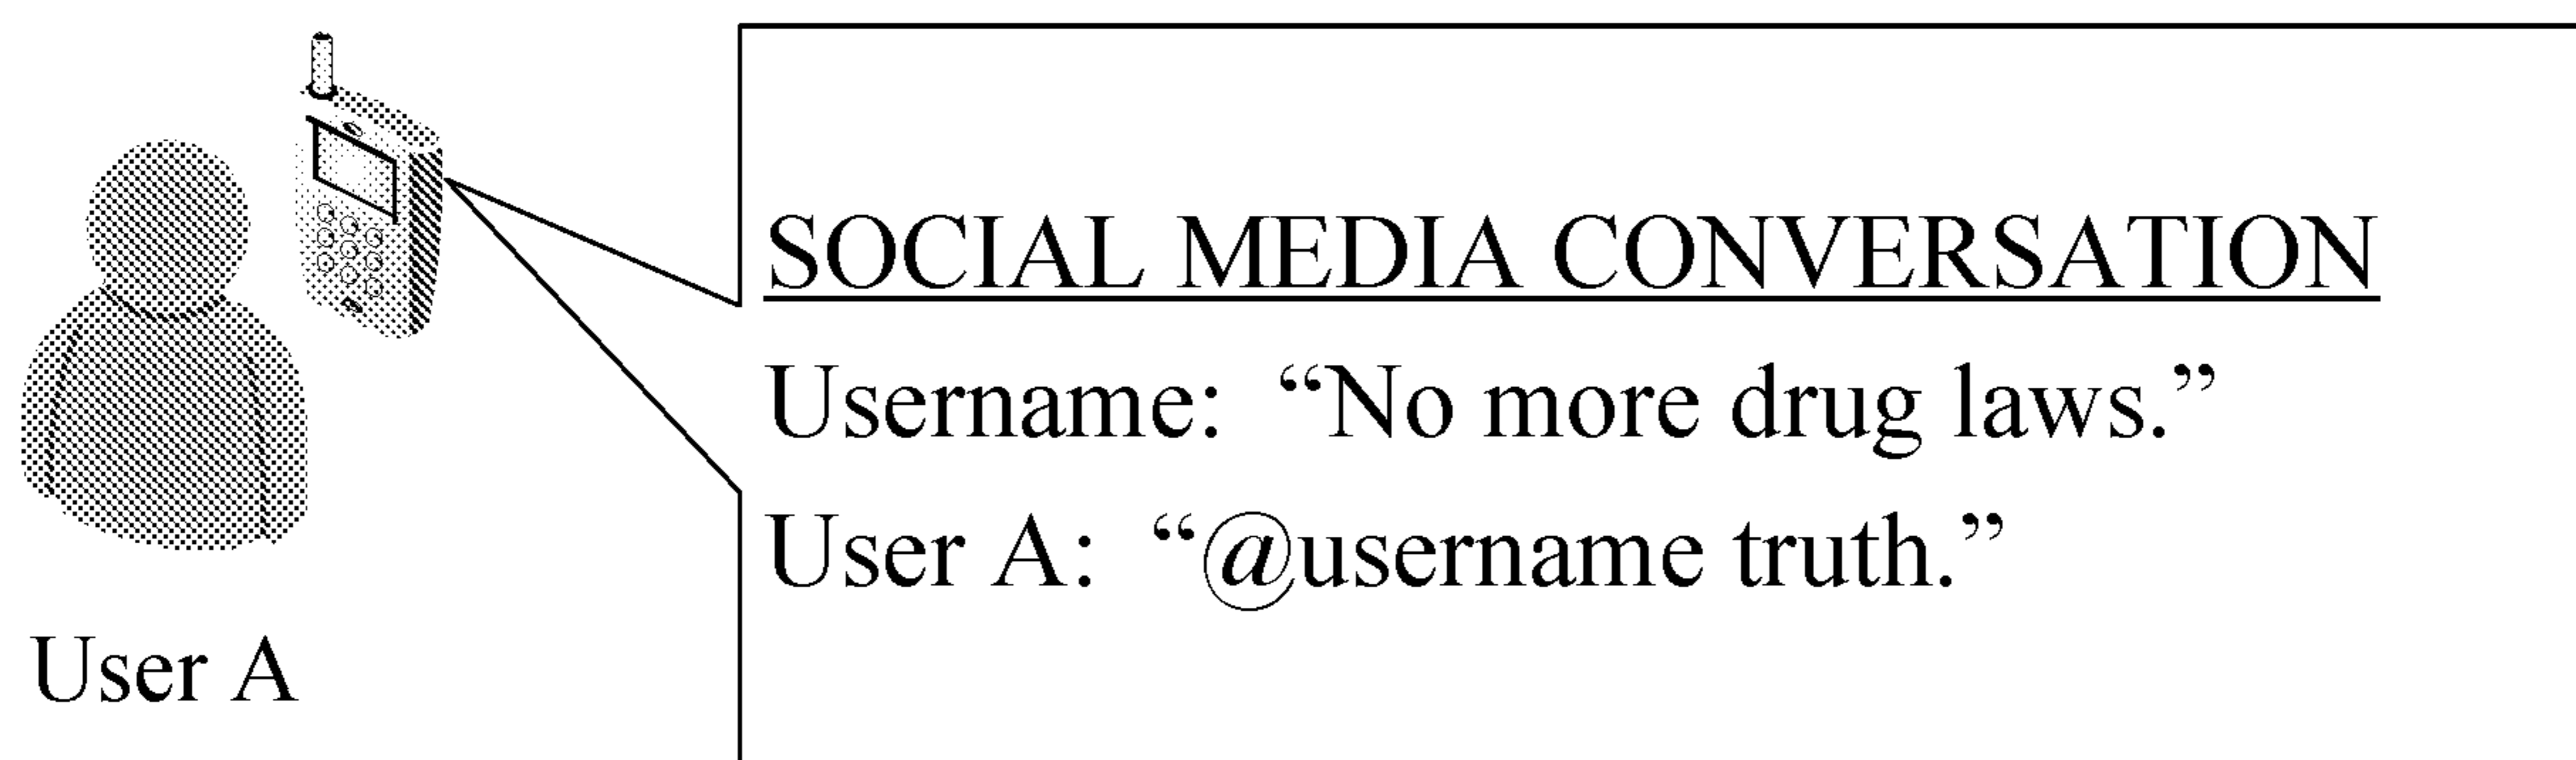 SOCIAL MEDIA CONVERSATION
Username: “No more drug laws.”
User A: “@username truth.”
User A